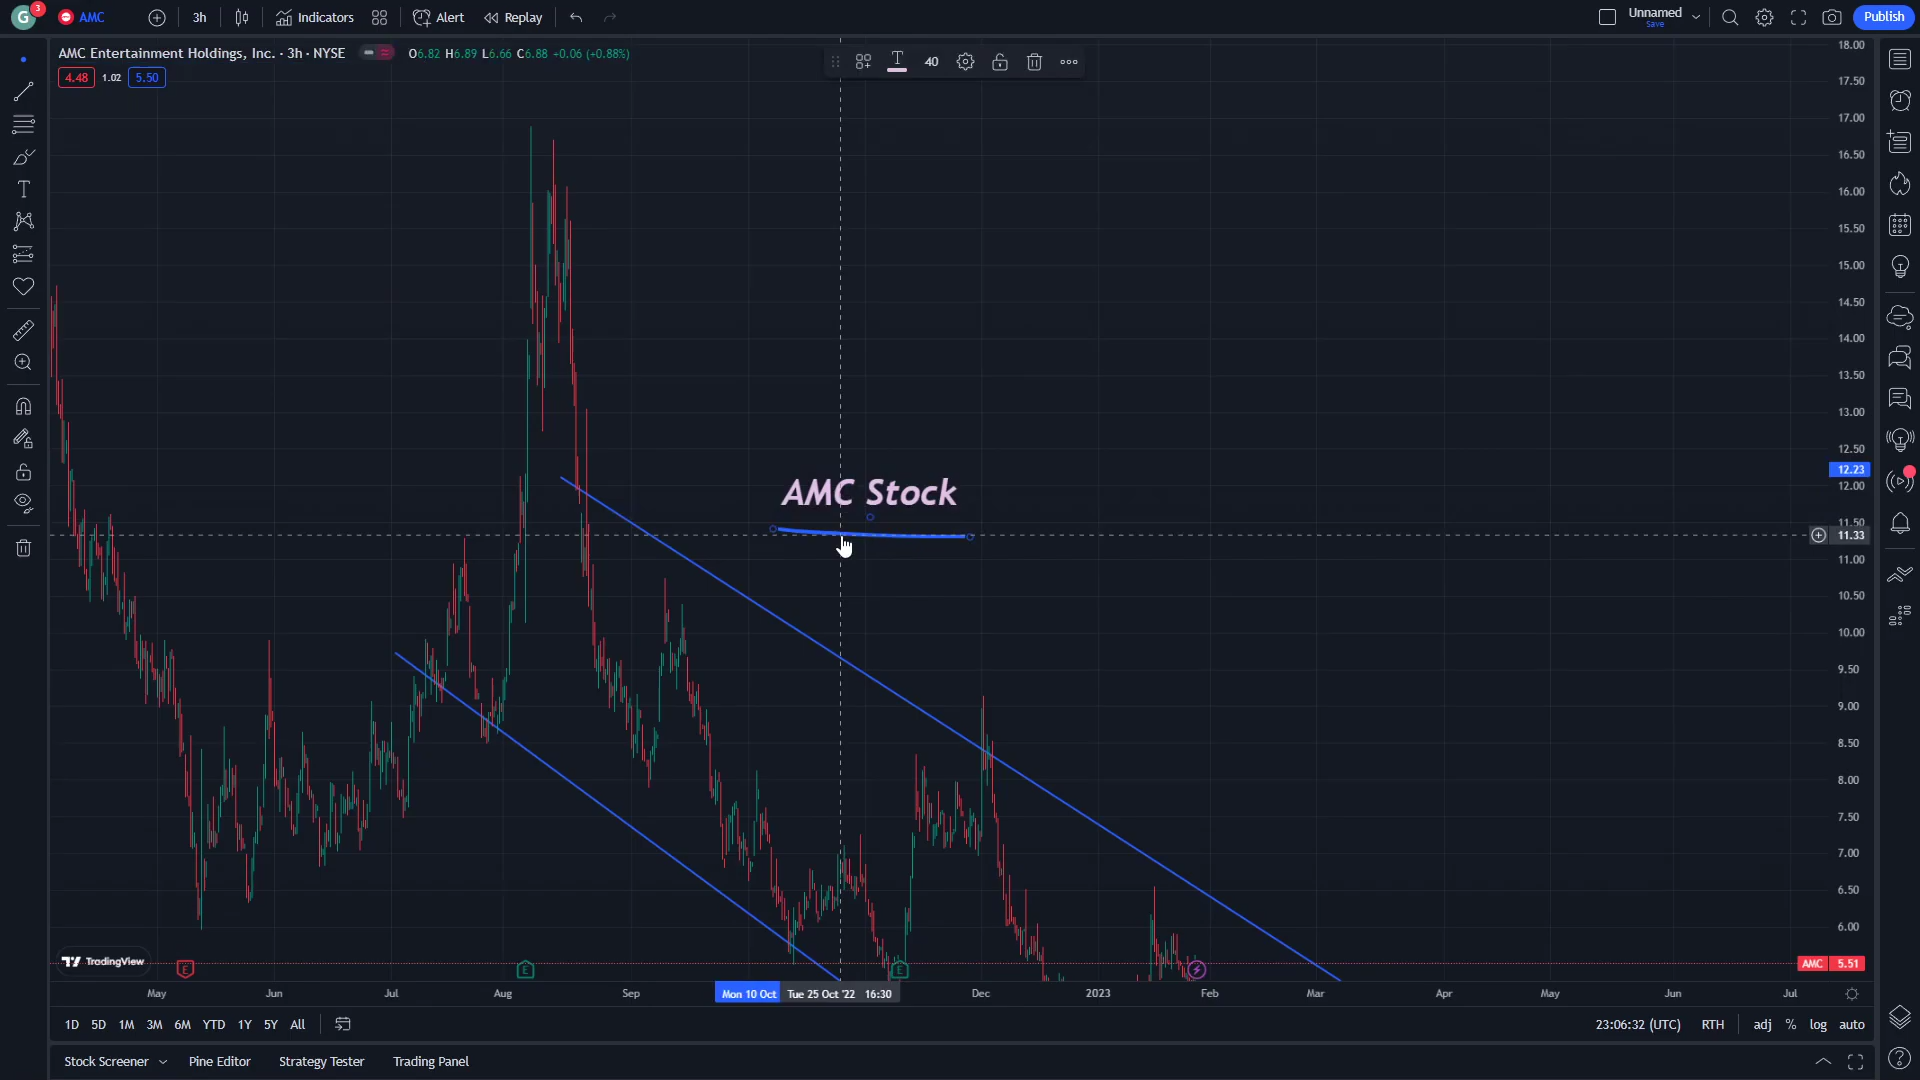 G 3 AMC 3h Indicators Alert Replay Unnamed Save Publish
AMC Entertainment Holdings, Inc. · 3h · NYSE O6.82 H6.89 L6.66 C6.88 +0.06 (+0.88%)
4.48 1.02 5.50
40
18.00
17.50
17.00
16.50
16.00
15.50
15.00
14.50
14.00
13.50
13.00
12.50
12.23
12.00
11.50
11.33
11.00
10.50
10.00
9.50
9.00
8.50
8.00
7.50
7.00
6.50
6.00
AMC 5.51
AMC Stock
TradingView
E E E
May Jun Jul Aug Sep Mon 10 Oct Tue 25 Oct '22 16:30 Dec 2023 Feb Mar Apr May Jun Jul
1D 5D 1M 3M 6M YTD 1Y 5Y All 23:06:32 (UTC) RTH adj % log auto
Stock Screener Pine Editor Strategy Tester Trading Panel